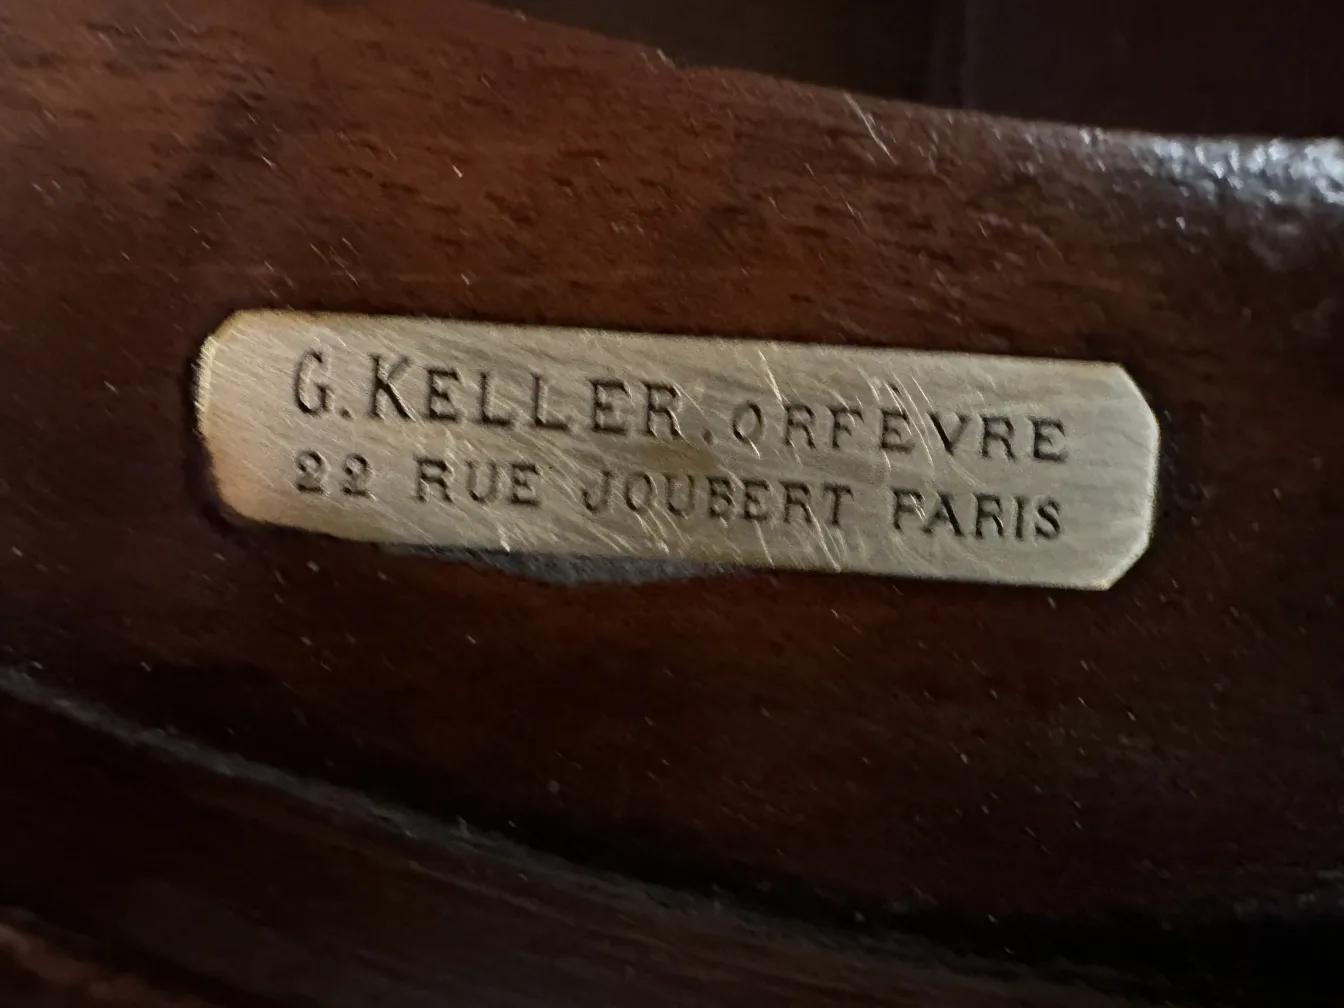 G. KELLER. ORFÈVRE
22 RUE JOUBERT PARIS